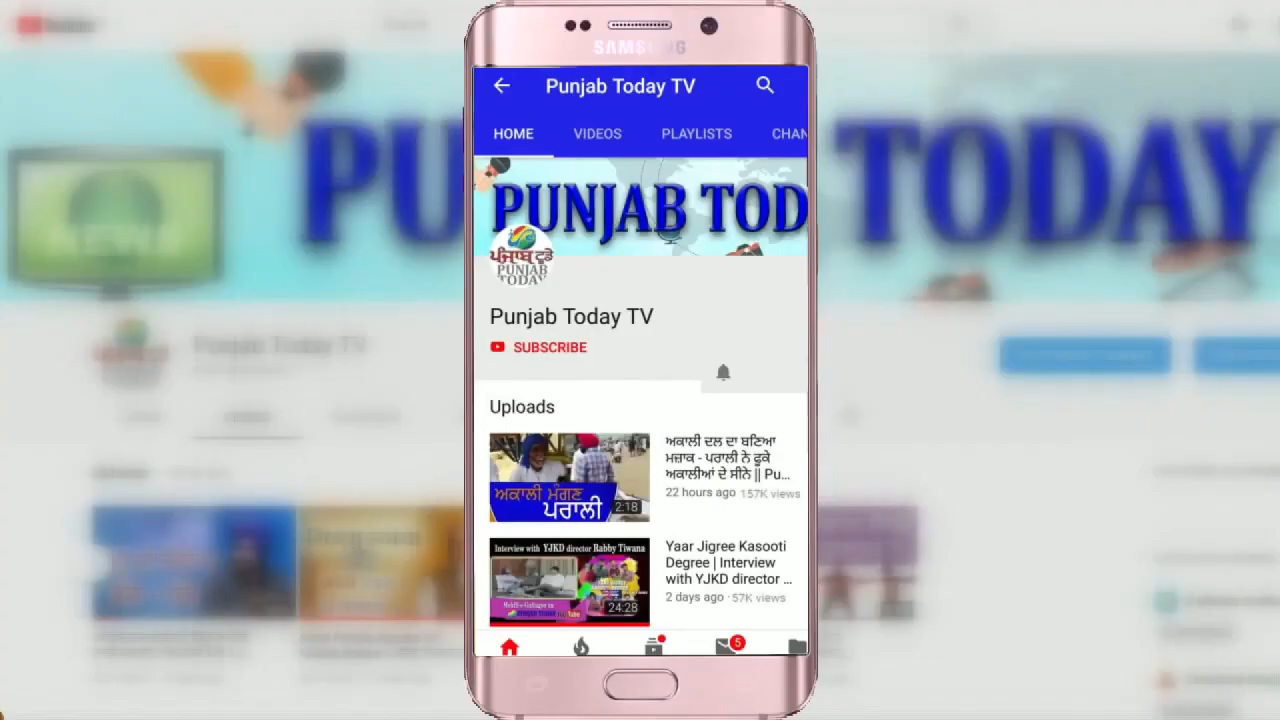 SAMSUNG
Punjab Today TV
HOME VIDEOS PLAYLISTS CHAN
PUNJAB TOD
PU
TODAY
ਪੰਜਾਬ ਟੂਡੇ
PUNJAB
TODAY
Punjab Today TV
SUBSCRIBE
Uploads
ਅਕਾਲੀ ਮੰਗਣ
ਪਰਾਲੀ
2:18
ਅਕਾਲੀ ਦਲ ਦਾ ਬਣਿਆ
ਮਜ਼ਾਕ - ਪਰਾਲੀ ਨੇ ਫੂਕੇ
ਅਕਾਲੀਆਂ ਦੇ ਸੀਨੇ || Pu...
22 hours ago 157K views
Interview with YJKD director Rabby Tiwana
24:28
Yaar Jigree Kasooti
Degree | Interview
with YJKD director ...
2 days ago · 57K views
5